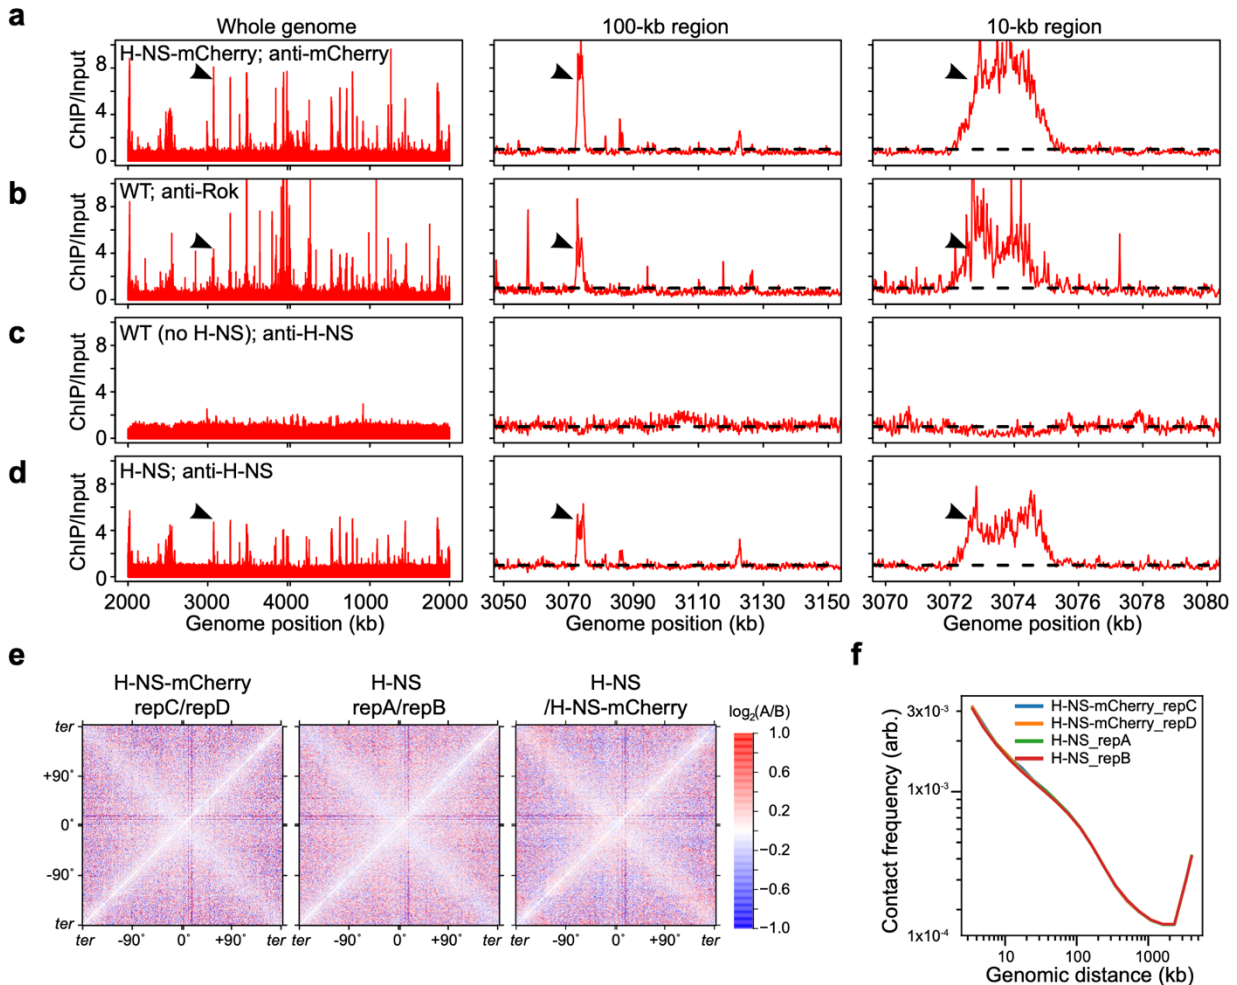 a
Whole genome
100-kb region
10-kb region
H-NS-mCherry; anti-mCherry
ChIP/Input
8
4
0
b
WT; anti-Rok
ChIP/Input
8
4
0
c
WT (no H-NS); anti-H-NS
ChIP/Input
8
4
0
d
H-NS; anti-H-NS
ChIP/Input
8
4
0
2000 3000 4000 1000 2000
3050 3070 3090 3110 3130 3150
3070 3072 3074 3076 3078 3080
Genome position (kb)
Genome position (kb)
Genome position (kb)
e
H-NS-mCherry
repC/repD
H-NS
repA/repB
H-NS
/H-NS-mCherry
log2(A/B)
ter
+90˚
0˚
-90˚
ter
ter -90˚ 0˚ +90˚ ter
ter -90˚ 0˚ +90˚ ter
ter -90˚ 0˚ +90˚ ter
1.0
0.6
0.2
−0.2
−0.4
−0.6
−1.0
f
H-NS-mCherry_repC
H-NS-mCherry_repD
H-NS_repA
H-NS_repB
Contact frequency (arb.)
3x10-3
1x10-3
1x10-4
10 100 1000
Genomic distance (kb)